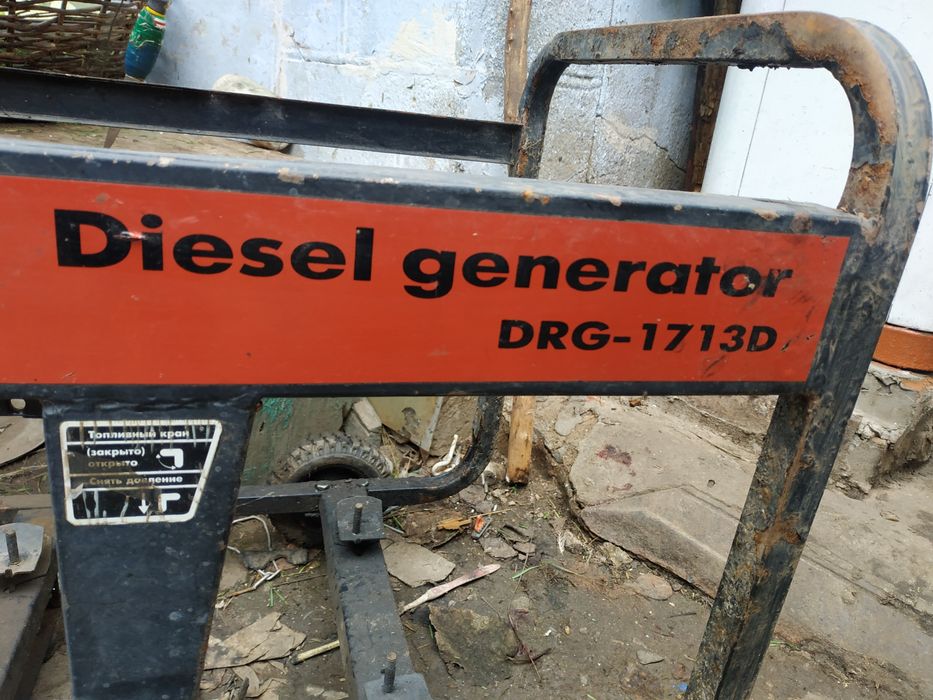 Diesel generator
DRG-1713D
Топливный кран
(закрыто)
открыто
Снять давление